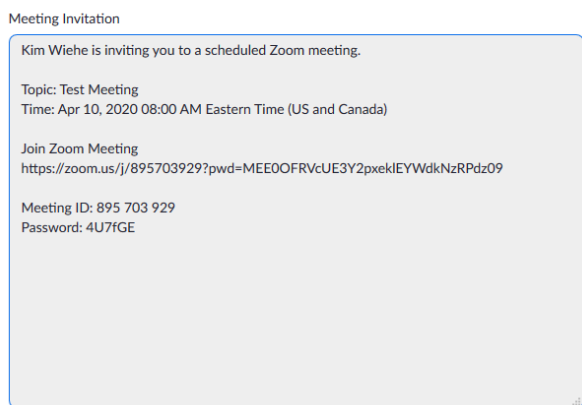 Meeting Invitation
Kim Wiehe is inviting you to a scheduled Zoom meeting.
Topic: Test Meeting
Time: Apr 10, 2020 08:00 AM Eastern Time (US and Canada)
Join Zoom Meeting
https://zoom.us/j/895703929?pwd=MEE0OFRVcUE3Y2pxeklEYWdkNzRPdz09
Meeting ID: 895 703 929
Password: 4U7fGE